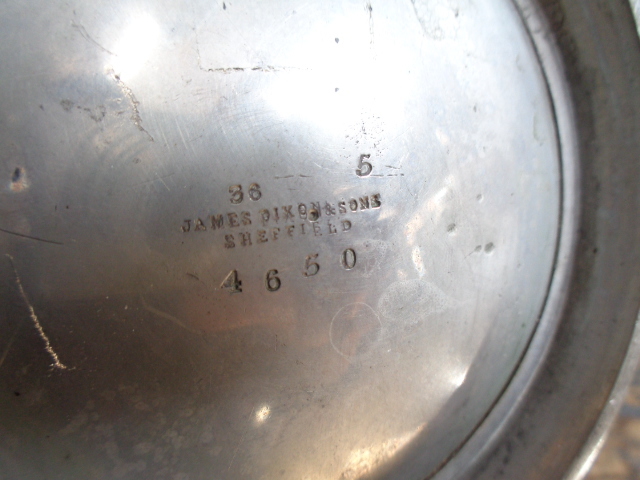 36 5
JAMES DIXON & SONS
SHEFFIELD
4650